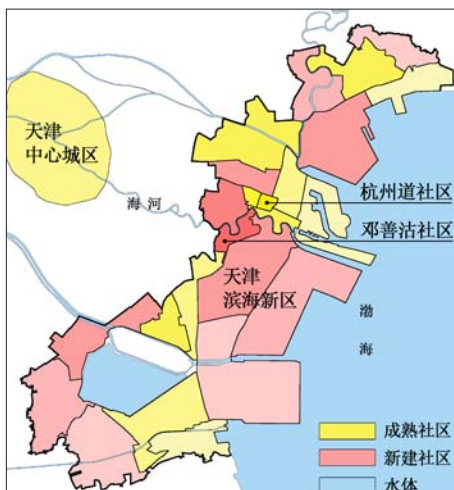 天津
中心城区
海河
杭州道社区
邓善沽社区
天津
滨海新区
渤
海
成熟社区
新建社区
水体